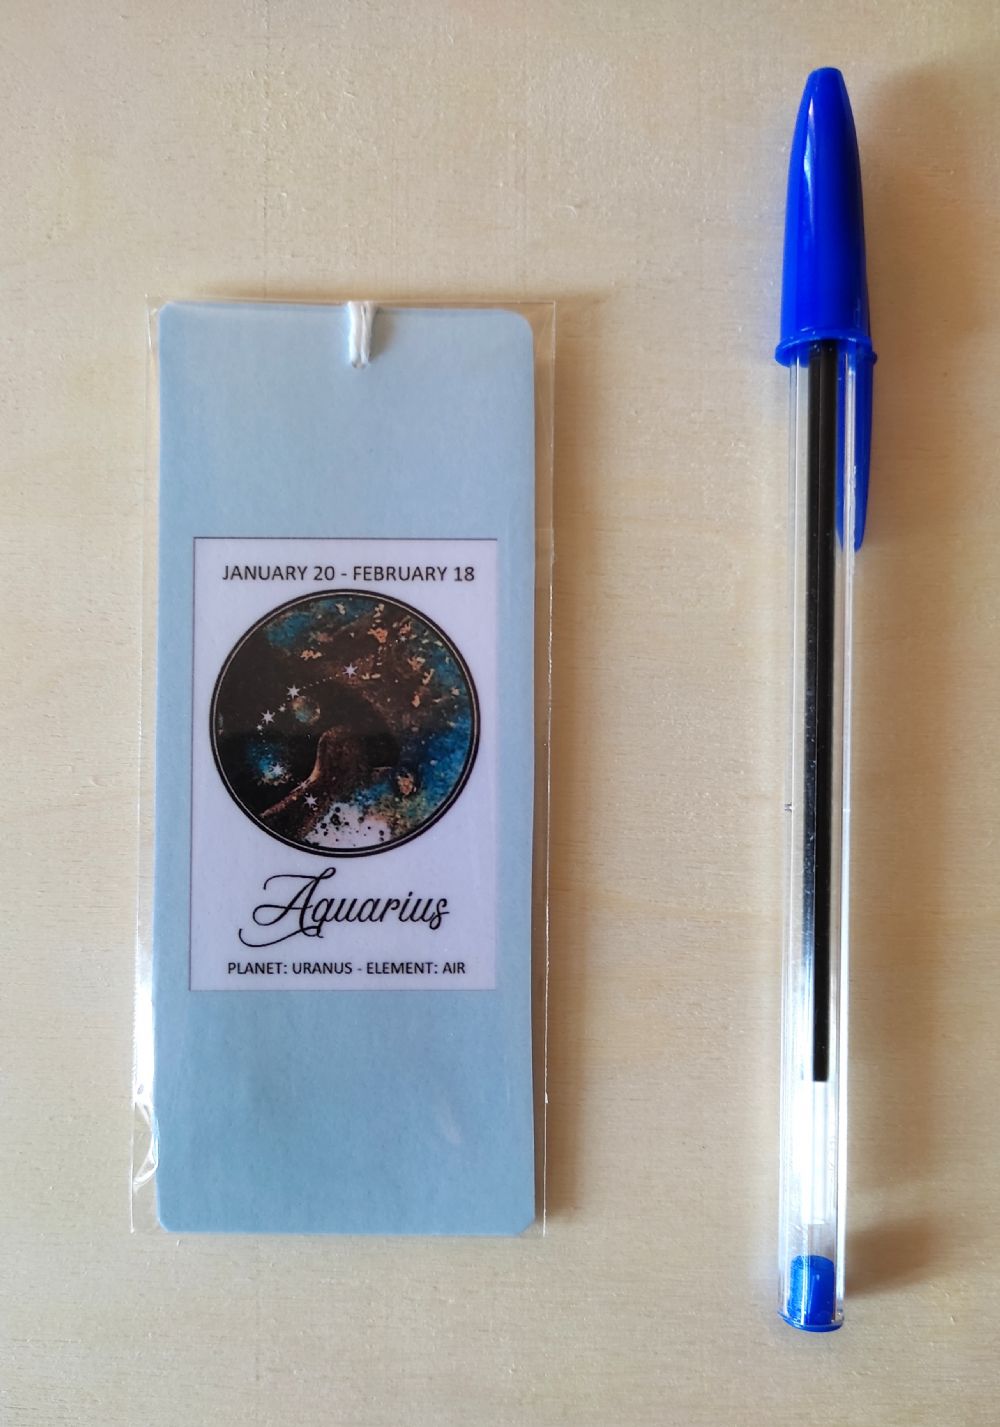 JANUARY 20 - FEBRUARY 18
Aquarius
PLANET: URANUS - ELEMENT: AIR